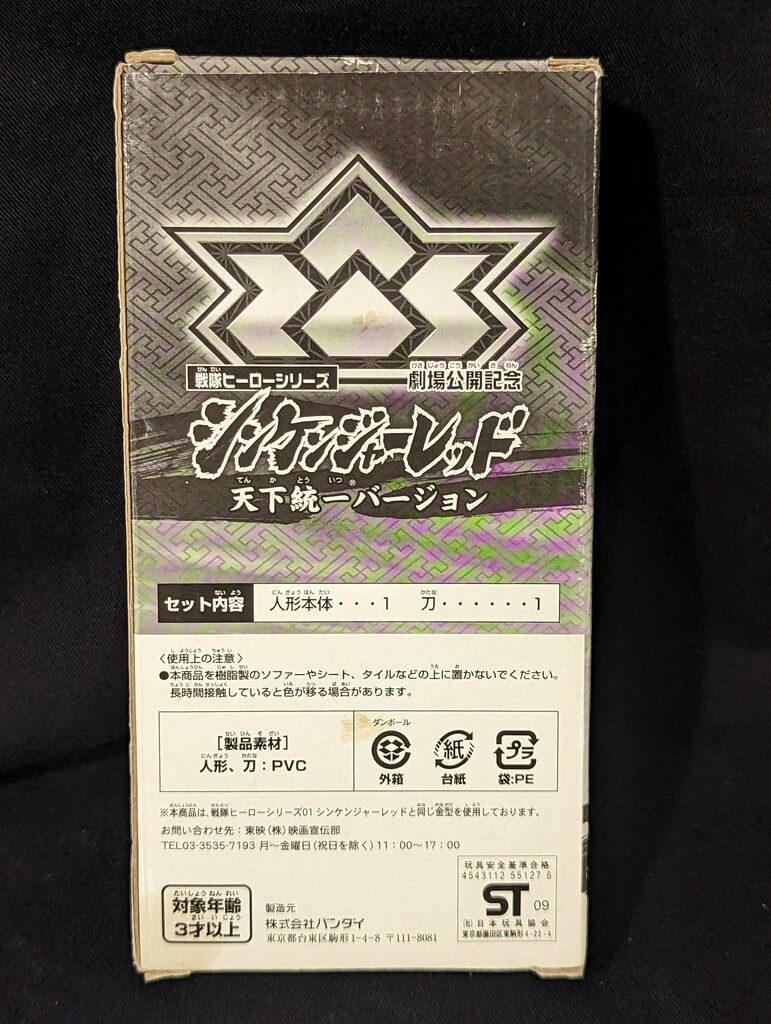 戦隊ヒーローシリーズ 劇場公開記念
シンケンジャーレッド
天下統一バージョン®
セット内容 人形本体・・・1 刀・・・・・・1
〈使用上の注意〉
●本商品を樹脂製のソファーやシート、タイルなどの上に置かないでください。
長時間接触していると色が移る場合があります。
[製品素材]
人形、刀：PVC
ダンボール
紙
プラ
外箱 台紙 袋:PE
※本商品は、戦隊ヒーローシリーズ01 シンケンジャーレッドと同じ金型を使用しております。
お問い合わせ先：東映(株)映画宣伝部
TEL03-3535-7193 月〜金曜日(祝日を除く)11：00〜17：00
対象年齢
3才以上
製造元
株式会社バンダイ
東京都台東区駒形1-4-8 〒111-8081
玩具安全基準合格
4543112 55127 6
ST 09
(社)日本玩具協会
東京都墨田区東駒形4-22-4